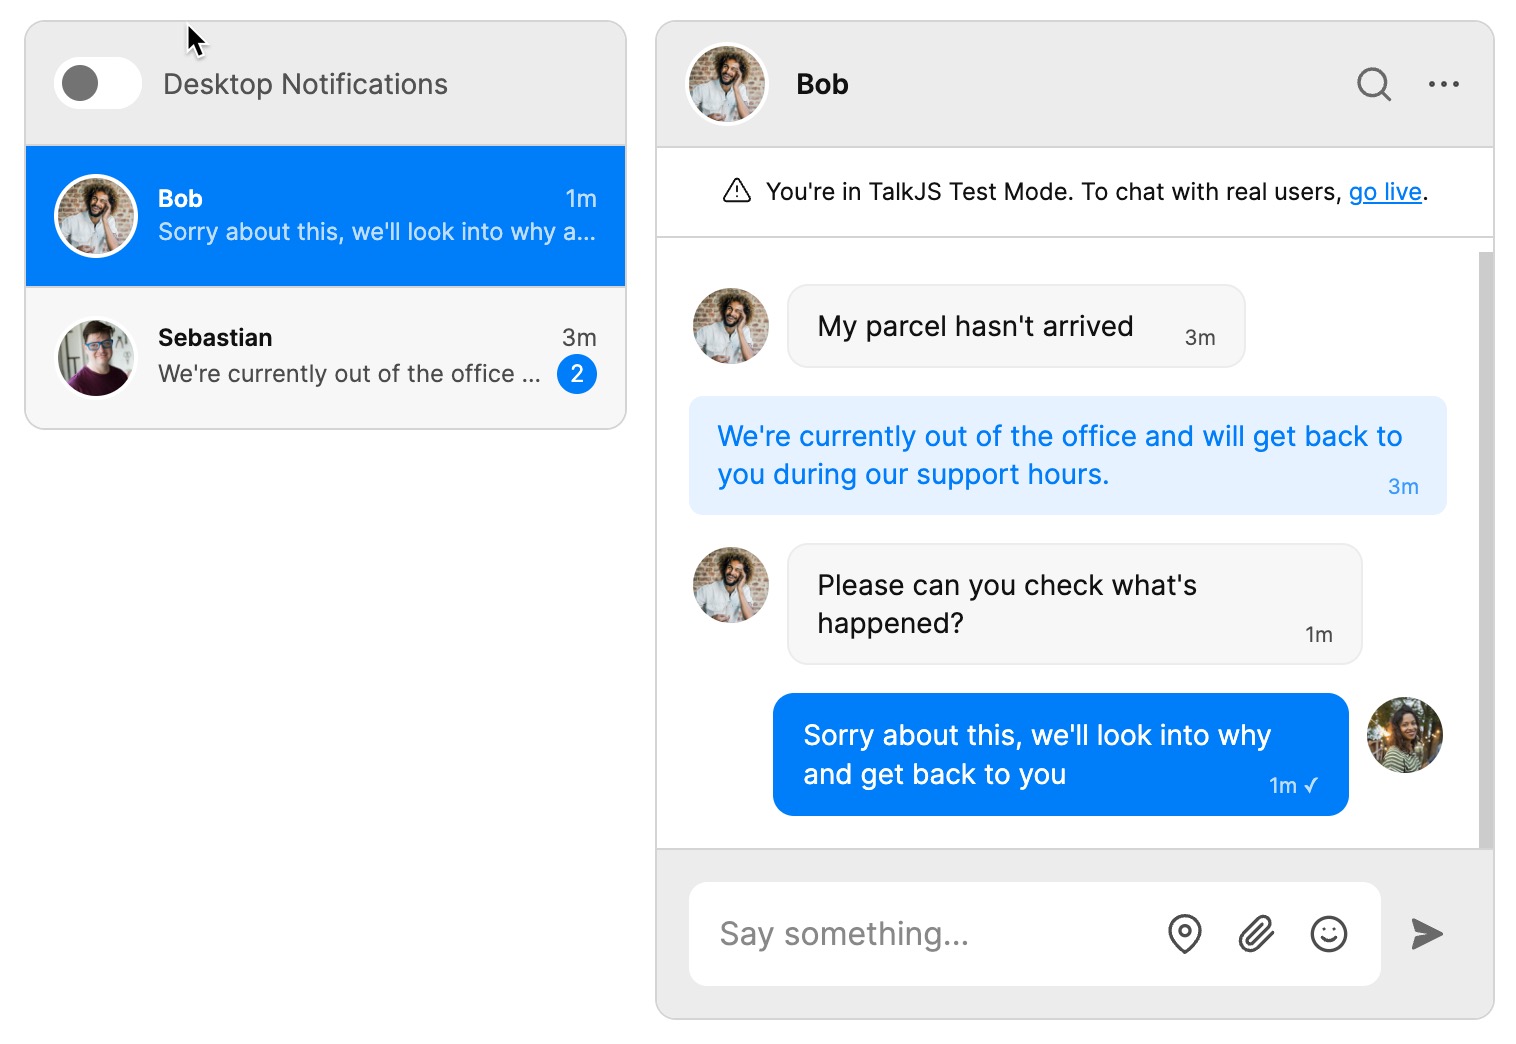 Desktop Notifications
Bob
1m
Sorry about this, we'll look into why a...
Sebastian
3m
We're currently out of the office ...
2
Bob
You're in TalkJS Test Mode. To chat with real users, go live.
My parcel hasn't arrived
3m
We're currently out of the office and will get back to
you during our support hours.
3m
Please can you check what's
happened?
1m
Sorry about this, we'll look into why
and get back to you
1m ✓
Say something...